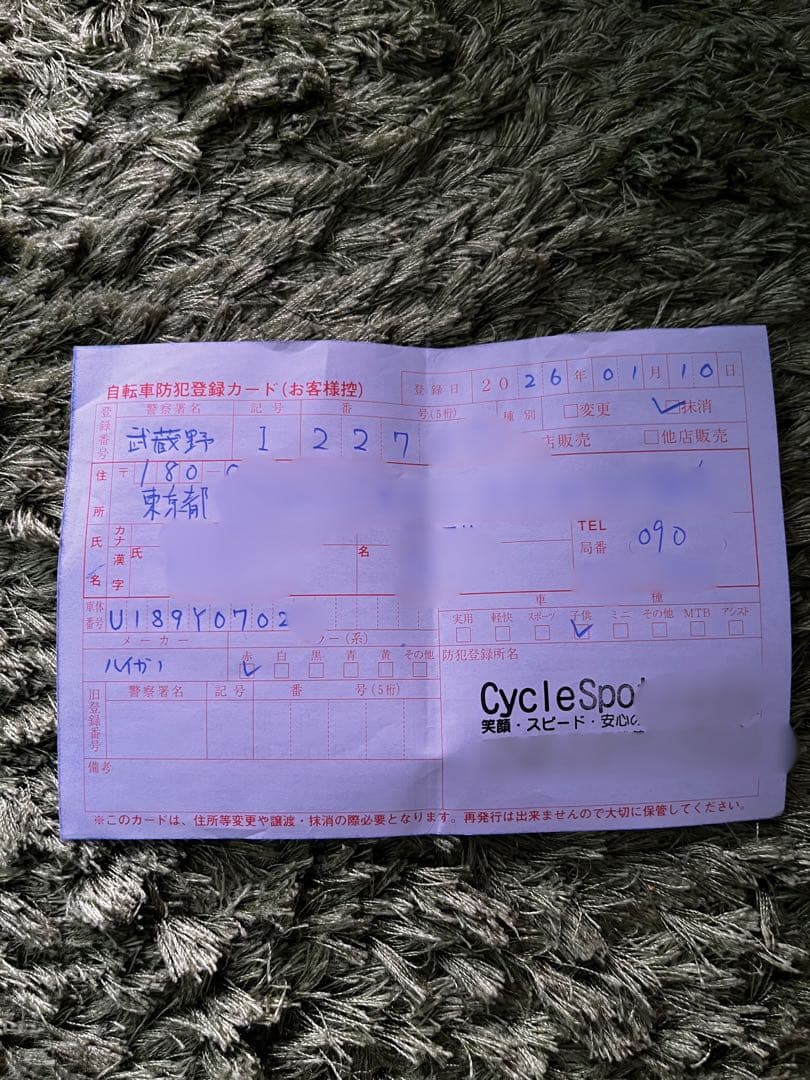 自転車防犯登録カード(お客様控)
登録日 2026年01月10日
登録番号 警察署名 記号 番 号(5桁) 種別 □変更 ☑抹消
武蔵野 I 227
店販売 □他店販売
住所 〒180-
東京都
氏名 カナ 漢字 氏 名 TEL 局番 (090 )
車体番号 U189Y0702
車 種
実用 軽快 スポーツ 子供 ミニ その他 MTB アシスト
メーカー
ハイガー
赤 白 黒 青 黄 その他
防犯登録所名
CycleSpot
笑顔・スピード・安心の
旧登録番号 警察署名 記号 番 号(5桁)
備考
※このカードは、住所等変更や譲渡・抹消の際必要となります。再発行は出来ませんので大切に保管してください。